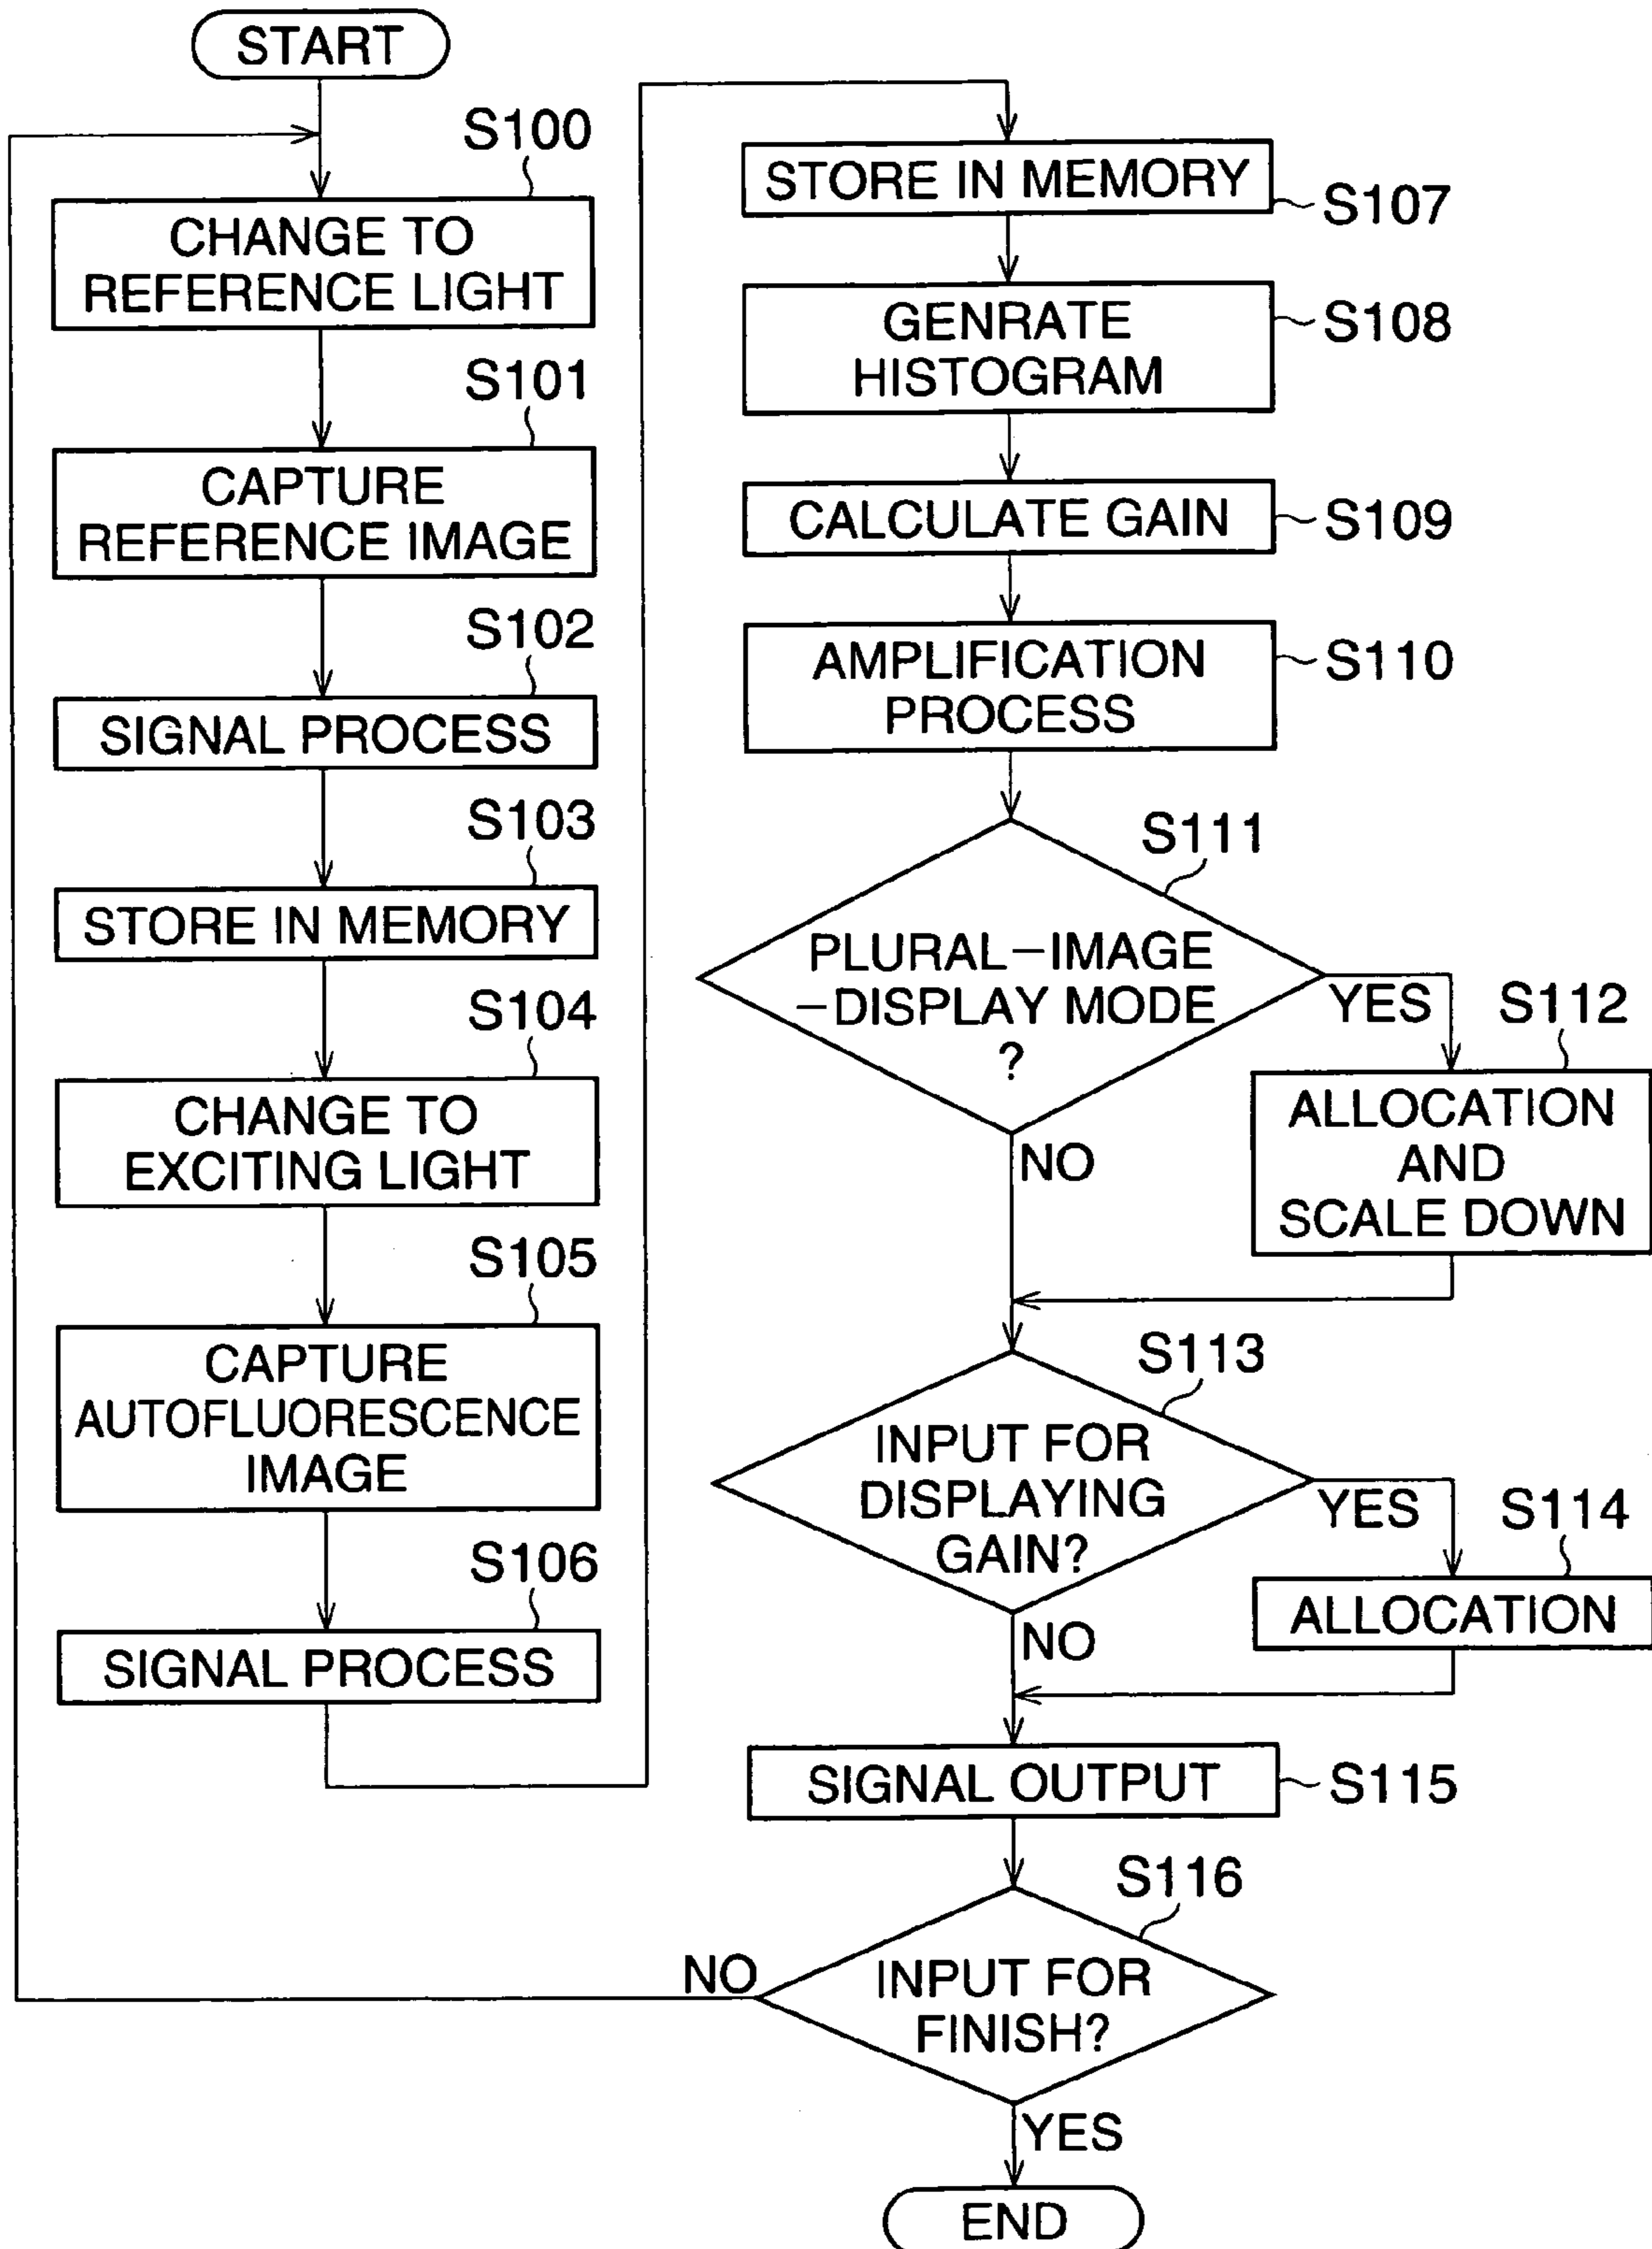 START
S100
CHANGE TO
REFERENCE LIGHT
S101
CAPTURE
REFERENCE IMAGE
S102
SIGNAL PROCESS
S103
STORE IN MEMORY
S104
CHANGE TO
EXCITING LIGHT
S105
CAPTURE
AUTOFLUORESCENCE
IMAGE
S106
SIGNAL PROCESS
STORE IN MEMORY
S107
GENRATE
HISTOGRAM
S108
CALCULATE GAIN
S109
AMPLIFICATION
PROCESS
S110
S111
PLURAL-IMAGE
-DISPLAY MODE
?
YES
NO
S112
ALLOCATION
AND
SCALE DOWN
S113
INPUT FOR
DISPLAYING
GAIN?
YES
NO
S114
ALLOCATION
SIGNAL OUTPUT
S115
S116
INPUT FOR
FINISH?
NO
YES
END